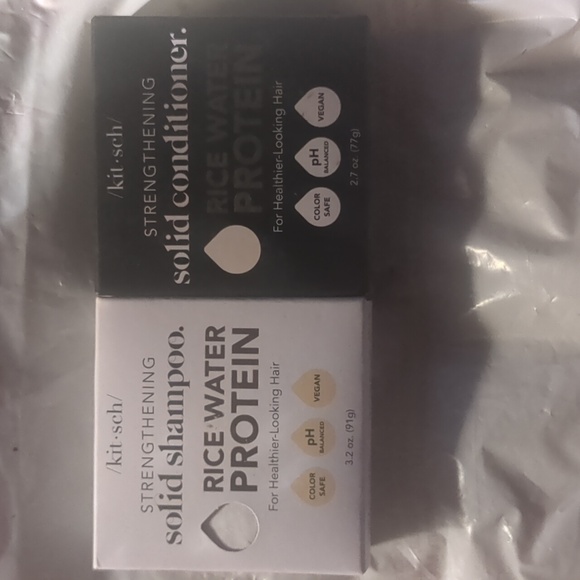 /kit·sch/
STRENGTHENING
solid shampoo.
RICE WATER
PROTEIN
For Healthier-Looking Hair
COLOR
SAFE
pH
BALANCED
VEGAN
3.2 oz. (91g)
/kit·sch/
STRENGTHENING
solid conditioner.
RICE WATER
PROTEIN
For Healthier-Looking Hair
COLOR
SAFE
pH
BALANCED
VEGAN
2.7 oz. (77g)